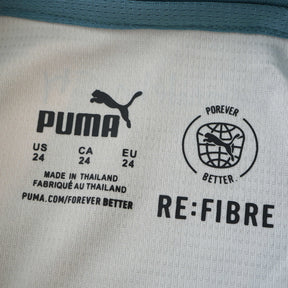 PUMA
US CA EU
24 24 24
MADE IN THAILAND
FABRIQUÉ AU THAILAND
PUMA.COM/FOREVER BETTER
FOREVER
BETTER
RE:FIBRE